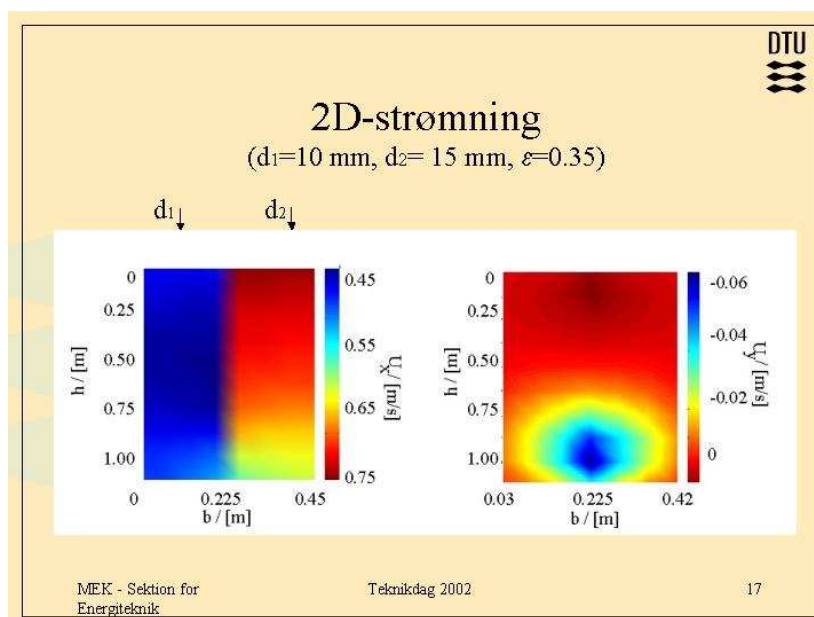 DTU
2D-strømning
(d1=10 mm, d2= 15 mm, ε=0.35)
d1 d2
0
0.25
0.50
0.75
1.00
h / [m]
0 0.225 0.45
b / [m]
0.45
0.55
0.65
0.75
Ux / [m/s]
0
0.25
0.50
0.75
1.00
h / [m]
0.03 0.225 0.42
b / [m]
-0.06
-0.04
-0.02
0
Uy / [m/s]
MEK - Sektion for
Energiteknik
Teknikdag 2002
17